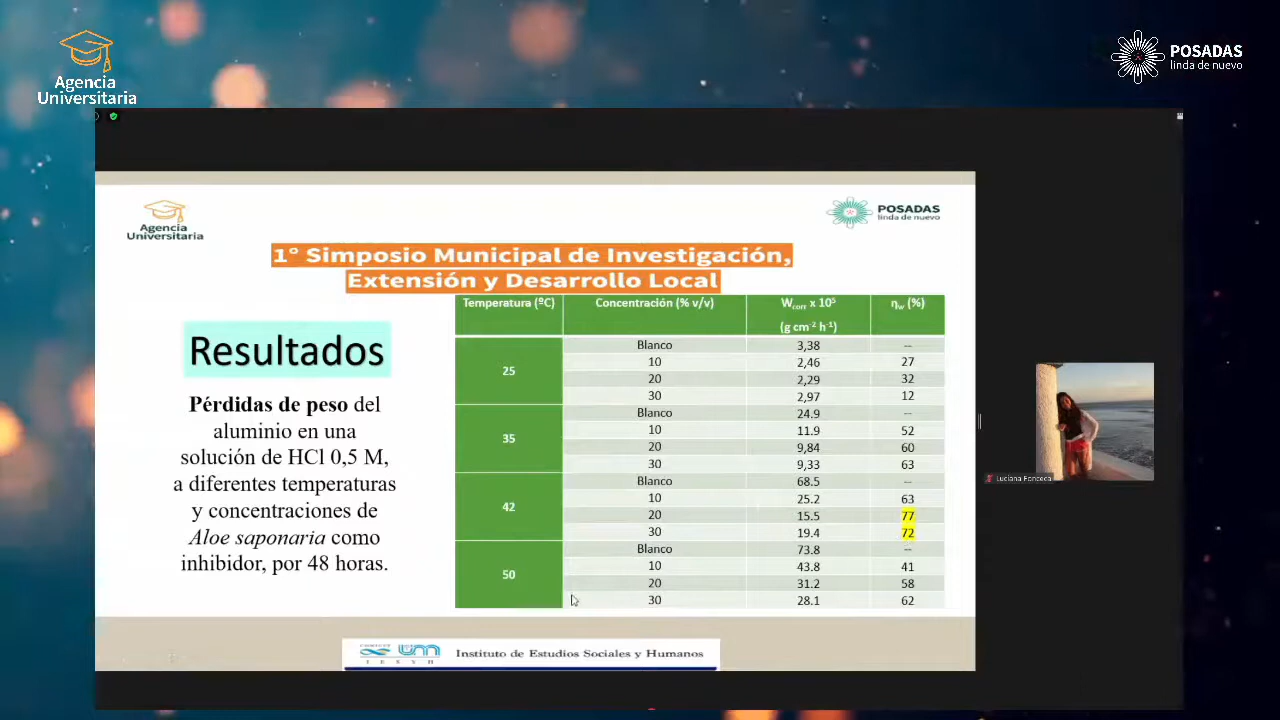 Agencia
Universitaria
POSADAS
linda de nuevo
Agencia
Universitaria
POSADAS
linda de nuevo
1° Simposio Municipal de Investigación,
Extensión y Desarrollo Local
Resultados
Pérdidas de peso del
aluminio en una
solución de HCl 0,5 M,
a diferentes temperaturas
y concentraciones de
Aloe saponaria como
inhibidor, por 48 horas.
Temperatura (ºC) Concentración (% v/v) Wcorr x 10⁵ ηw (%)
(g cm⁻² h⁻¹)
25
Blanco 3,38 --
10 2,46 27
20 2,29 32
30 2,97 12
35
Blanco 24.9 --
10 11.9 52
20 9,84 60
30 9,33 63
42
Blanco 68.5 --
10 25.2 63
20 15.5 77
30 19.4 72
50
Blanco 73.8 --
10 43.8 41
20 31.2 58
30 28.1 62
Luciana Fonceca
Instituto de Estudios Sociales y Humanos